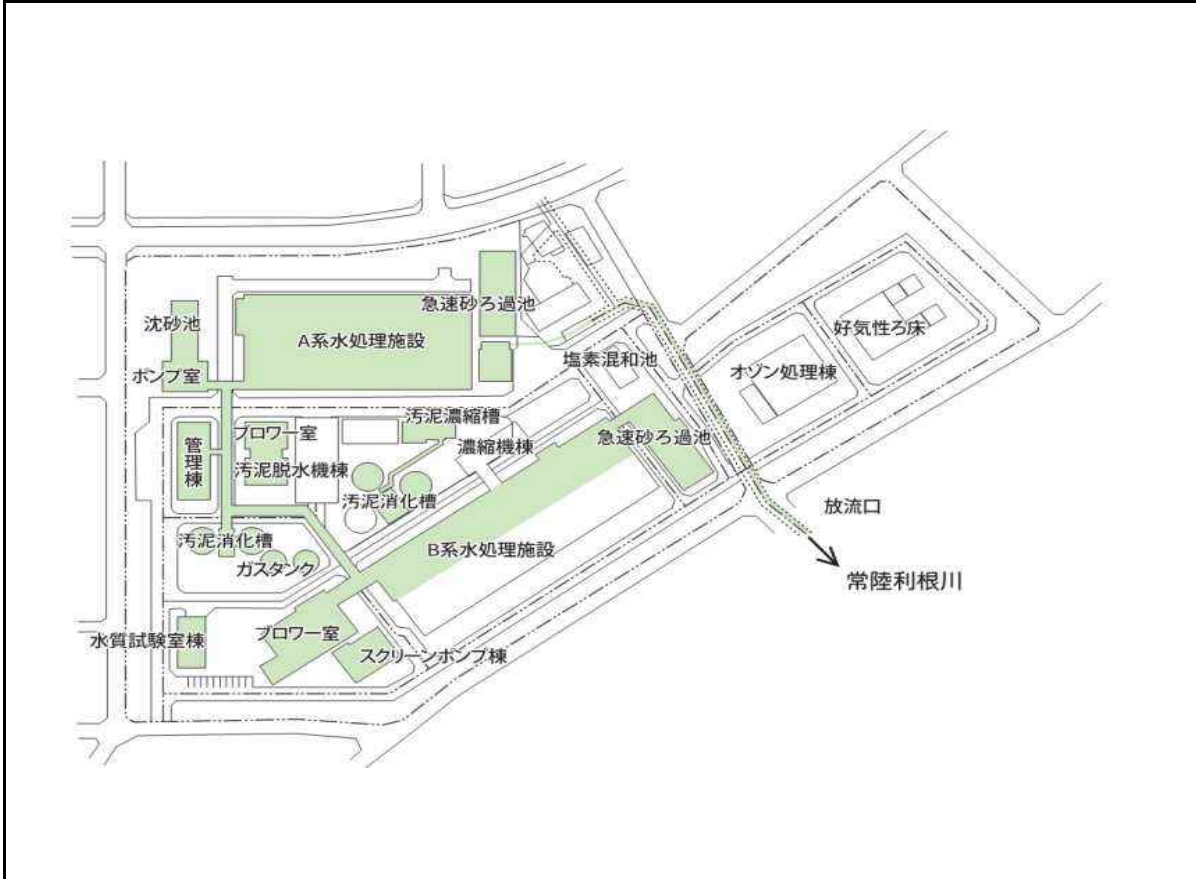 急速砂ろ過池
沈砂池
A系水処理施設
好気性ろ床
塩素混和池
オゾン処理棟
ポンプ室
汚泥濃縮槽
ブロワー室
急速砂ろ過池
管理棟
濃縮機棟
汚泥脱水機棟
汚泥消化槽
放流口
汚泥消化槽
B系水処理施設
ガスタンク
常陸利根川
水質試験室棟
ブロワー室
スクリーンポンプ棟